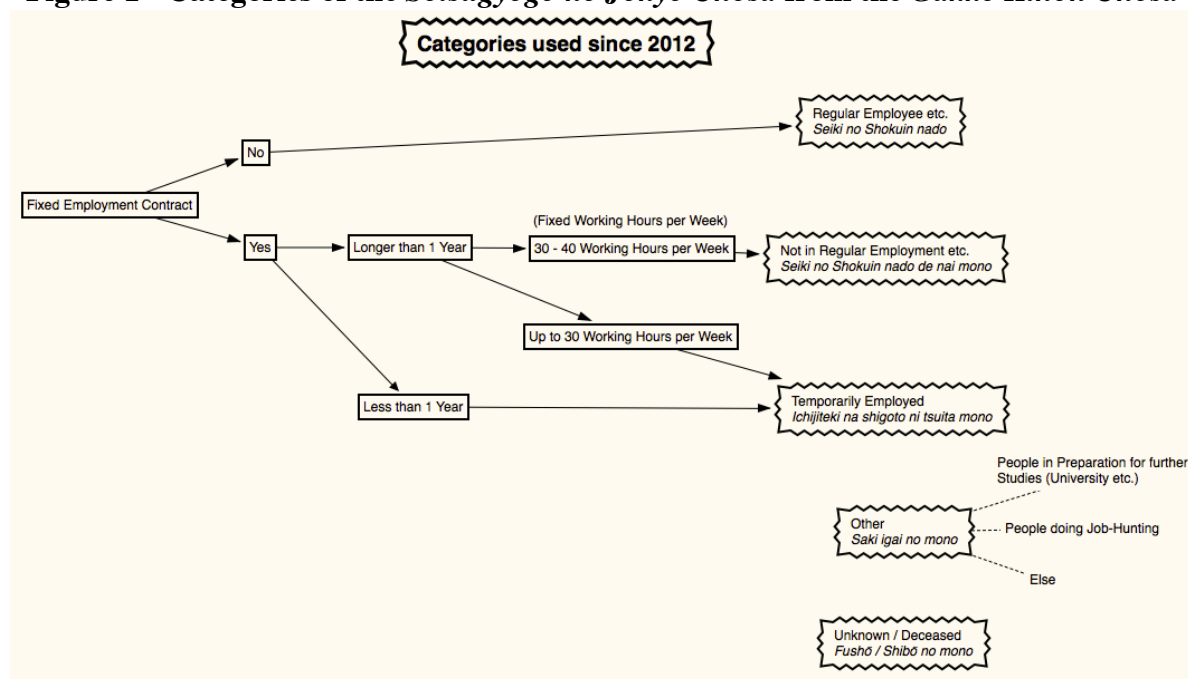 Categories used since 2012
Regular Employee etc.
Seiki no Shokuin nado
No
Fixed Employment Contract
(Fixed Working Hours per Week)
Yes
Longer than 1 Year
30 - 40 Working Hours per Week
Not in Regular Employment etc.
Seiki no Shokuin nado de nai mono
Up to 30 Working Hours per Week
Less than 1 Year
Temporarily Employed
Ichijiteki na shigoto ni tsuita mono
People in Preparation for further
Studies (University etc.)
Other
Saki igai no mono
People doing Job-Hunting
Else
Unknown / Deceased
Fushō / Shibō no mono